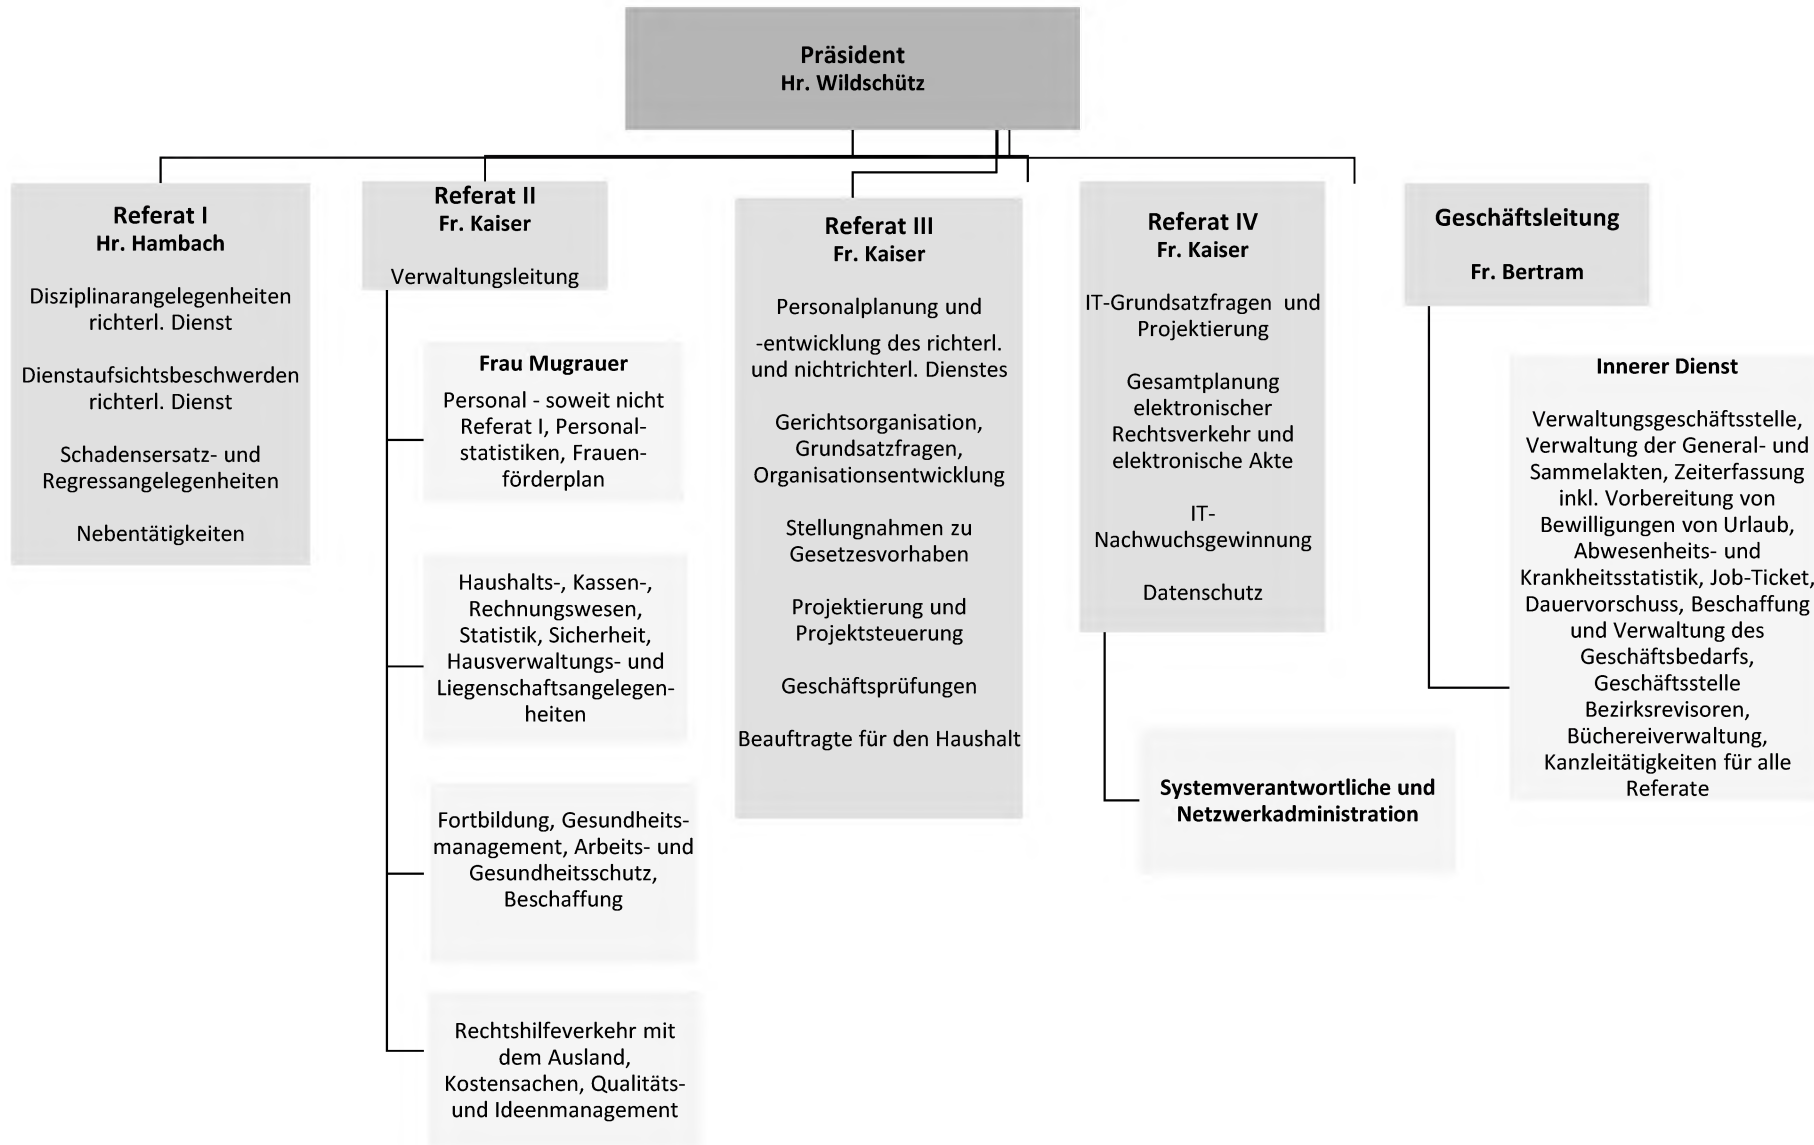 Präsident
Hr. Wildschütz
Referat I
Hr. Hambach
Disziplinarangelegenheiten
richterl. Dienst
Dienstaufsichtsbeschwerden
richterl. Dienst
Schadensersatz- und
Regressangelegenheiten
Nebentätigkeiten
Referat II
Fr. Kaiser
Verwaltungsleitung
Frau Mugrauer
Personal - soweit nicht
Referat I, Personal-
statistiken, Frauen-
förderplan
Haushalts-, Kassen-,
Rechnungswesen,
Statistik, Sicherheit,
Hausverwaltungs- und
Liegenschaftsangelegen-
heiten
Fortbildung, Gesundheits-
management, Arbeits- und
Gesundheitsschutz,
Beschaffung
Rechtshilfeverkehr mit
dem Ausland,
Kostensachen, Qualitäts-
und Ideenmanagement
Referat III
Fr. Kaiser
Personalplanung und
-entwicklung des richterl.
und nichtrichterl. Dienstes
Gerichtsorganisation,
Grundsatzfragen,
Organisationsentwicklung
Stellungnahmen zu
Gesetzesvorhaben
Projektierung und
Projektsteuerung
Geschäftsprüfungen
Beauftragte für den Haushalt
Referat IV
Fr. Kaiser
IT-Grundsatzfragen und
Projektierung
Gesamtplanung
elektronischer
Rechtsverkehr und
elektronische Akte
IT-
Nachwuchsgewinnung
Datenschutz
Systemverantwortliche und
Netzwerkadministration
Geschäftsleitung
Fr. Bertram
Innerer Dienst
Verwaltungsgeschäftsstelle,
Verwaltung der General- und
Sammelakten, Zeiterfassung
inkl. Vorbereitung von
Bewilligungen von Urlaub,
Abwesenheits- und
Krankheitsstatistik, Job-Ticket,
Dauervorschuss, Beschaffung
und Verwaltung des
Geschäftsbedarfs,
Geschäftsstelle
Bezirksrevisoren,
Büchereiverwaltung,
Kanzleitätigkeiten für alle
Referate